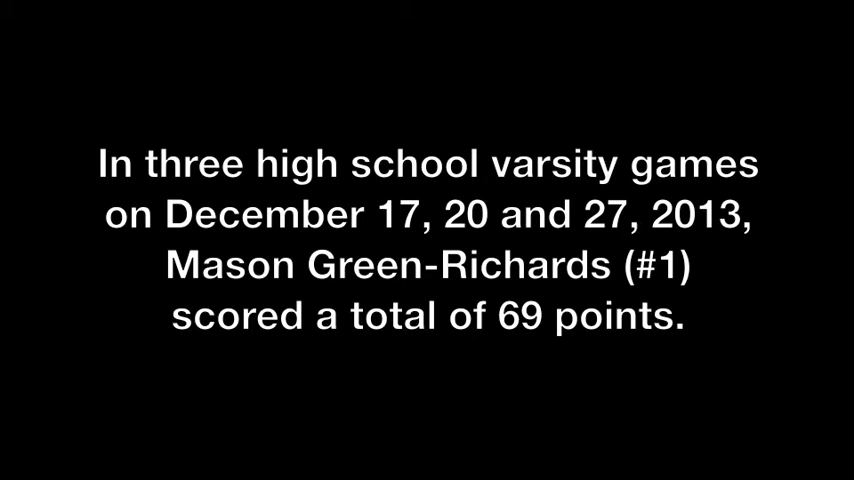 In three high school varsity games
on December 17, 20 and 27, 2013,
Mason Green-Richards (#1)
scored a total of 69 points.